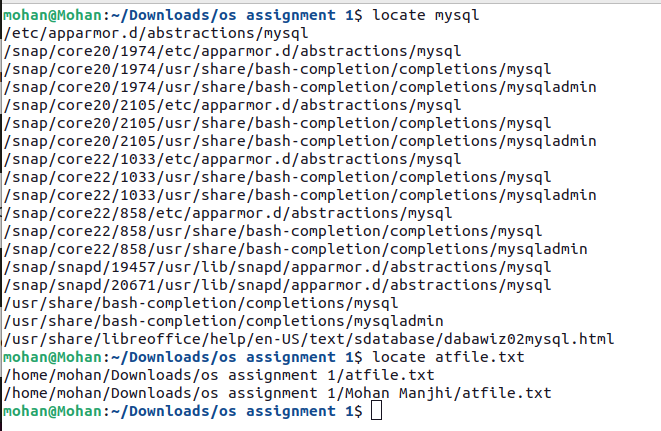 mohan@Mohan:~/Downloads/os assignment 1$ locate mysql
/etc/apparmor.d/abstractions/mysql
/snap/core20/1974/etc/apparmor.d/abstractions/mysql
/snap/core20/1974/usr/share/bash-completion/completions/mysql
/snap/core20/1974/usr/share/bash-completion/completions/mysqladmin
/snap/core20/2105/etc/apparmor.d/abstractions/mysql
/snap/core20/2105/usr/share/bash-completion/completions/mysql
/snap/core20/2105/usr/share/bash-completion/completions/mysqladmin
/snap/core22/1033/etc/apparmor.d/abstractions/mysql
/snap/core22/1033/usr/share/bash-completion/completions/mysql
/snap/core22/1033/usr/share/bash-completion/completions/mysqladmin
/snap/core22/858/etc/apparmor.d/abstractions/mysql
/snap/core22/858/usr/share/bash-completion/completions/mysql
/snap/core22/858/usr/share/bash-completion/completions/mysqladmin
/snap/snapd/19457/usr/lib/snapd/apparmor.d/abstractions/mysql
/snap/snapd/20671/usr/lib/snapd/apparmor.d/abstractions/mysql
/usr/share/bash-completion/completions/mysql
/usr/share/bash-completion/completions/mysqladmin
/usr/share/libreoffice/help/en-US/text/sdatabase/dabawiz02mysql.html
mohan@Mohan:~/Downloads/os assignment 1$ locate atfile.txt
/home/mohan/Downloads/os assignment 1/atfile.txt
/home/mohan/Downloads/os assignment 1/Mohan Manjhi/atfile.txt
mohan@Mohan:~/Downloads/os assignment 1$